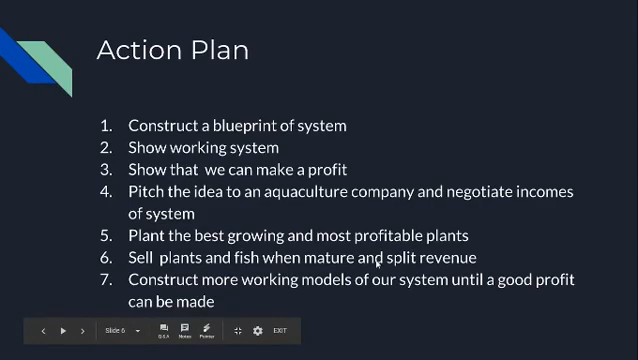 Action Plan
1. Construct a blueprint of system
2. Show working system
3. Show that we can make a profit
4. Pitch the idea to an aquaculture company and negotiate incomes
of system
5. Plant the best growing and most profitable plants
6. Sell plants and fish when mature and split revenue
7. Construct more working models of our system until a good profit
can be made
Slide 6
Q&A
Notes
Pointer
EXIT